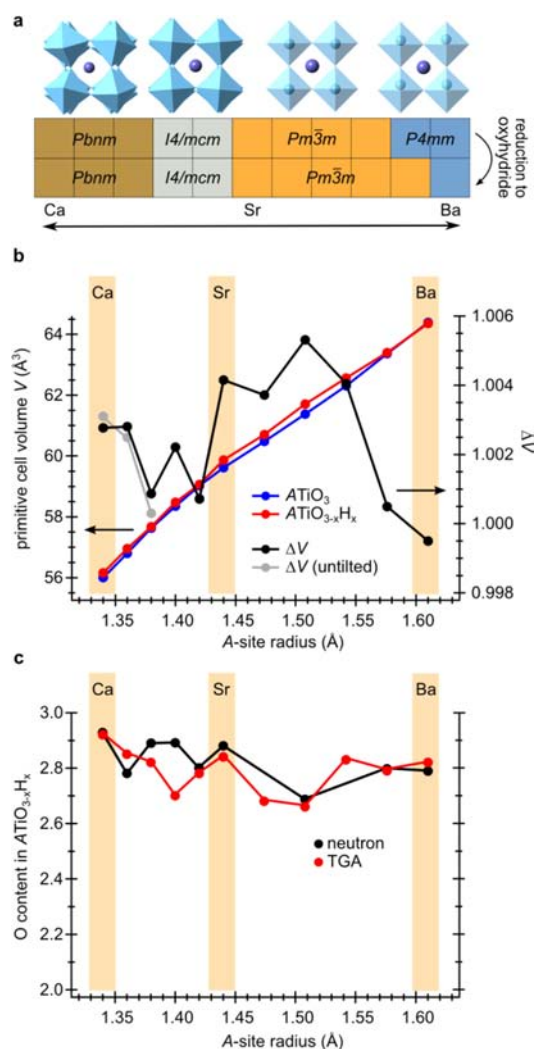 a
Pbnm I4/mcm Pm3̅m P4mm
Pbnm I4/mcm Pm3̅m
reduction to
oxyhydride
Ca Sr Ba
b
Ca Sr Ba
primitive cell volume V (Å³)
64
62
60
58
56
1.006
1.004
1.002
1.000
0.998
ΔV
ATiO₃
ATiO₃₋ₓHₓ
ΔV
ΔV (untilted)
1.35 1.40 1.45 1.50 1.55 1.60
A-site radius (Å)
c
Ca Sr Ba
O content in ATiO₃₋ₓHₓ
3.0
2.8
2.6
2.4
2.2
2.0
neutron
TGA
1.35 1.40 1.45 1.50 1.55 1.60
A-site radius (Å)